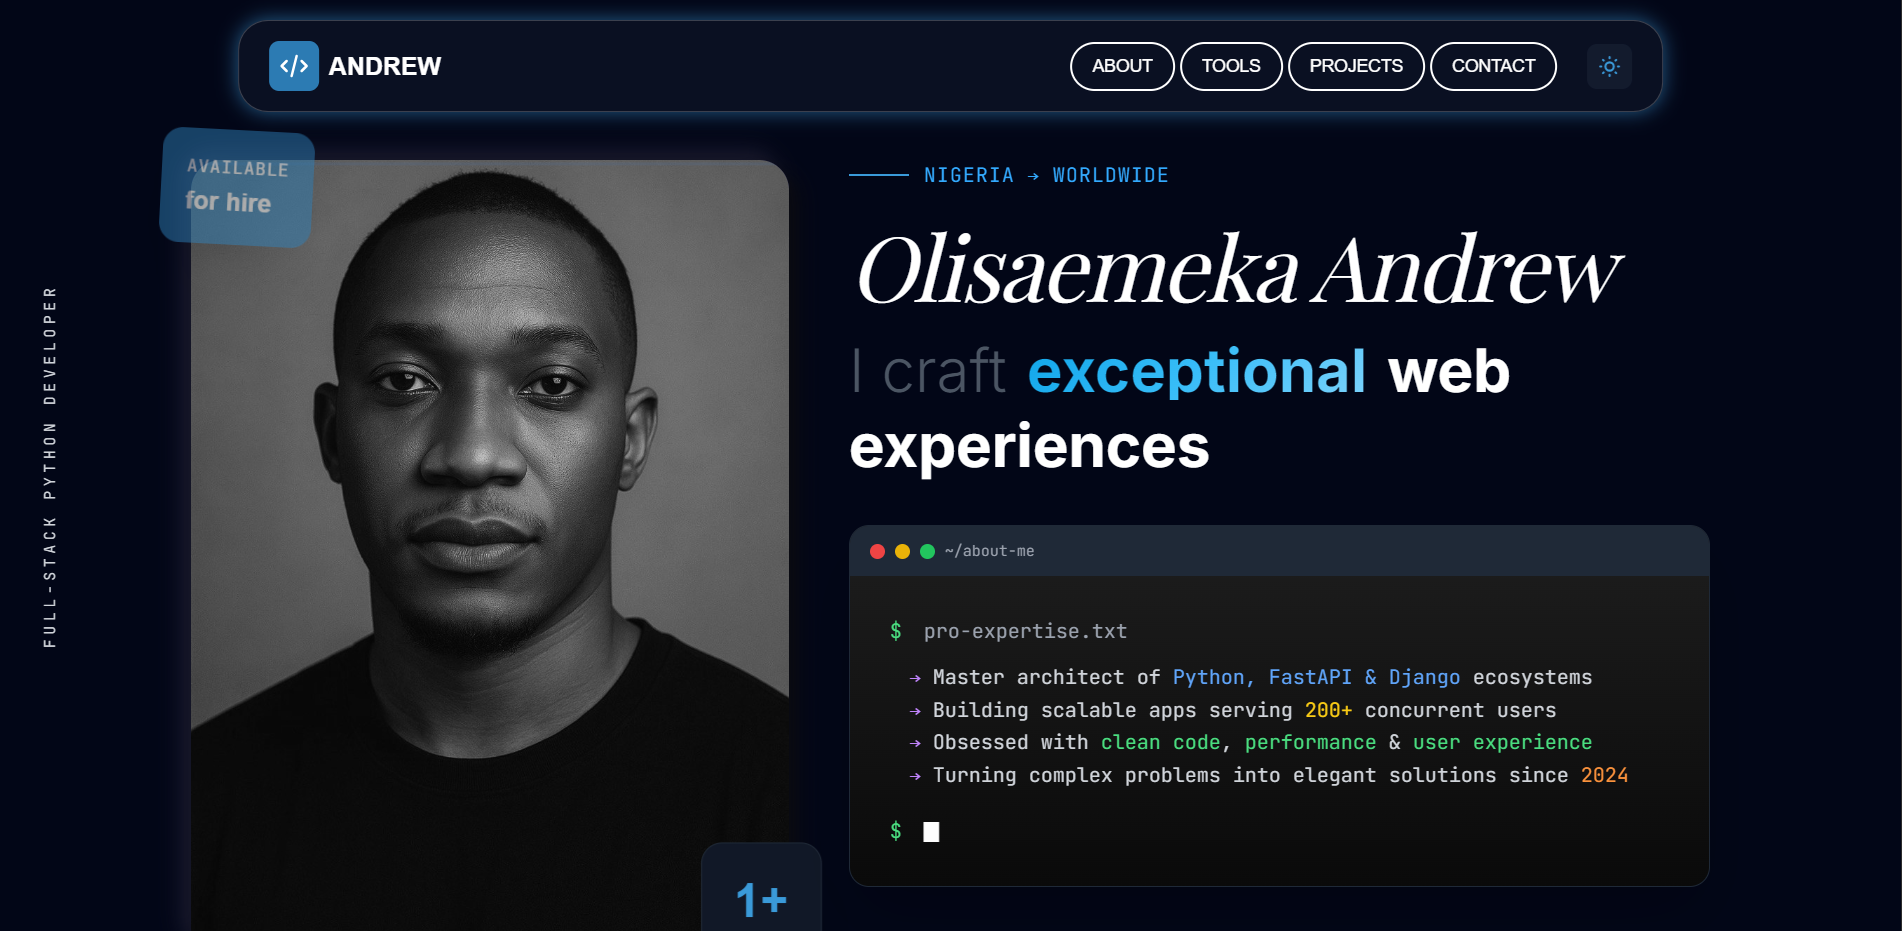 </> ANDREW
ABOUT
TOOLS
PROJECTS
CONTACT
AVAILABLE
for hire
FULL-STACK PYTHON DEVELOPER
1+
NIGERIA → WORLDWIDE
Olisaemeka Andrew
I craft exceptional web
experiences
~/about-me
$ pro-expertise.txt
→ Master architect of Python, FastAPI & Django ecosystems
→ Building scalable apps serving 200+ concurrent users
→ Obsessed with clean code, performance & user experience
→ Turning complex problems into elegant solutions since 2024
$